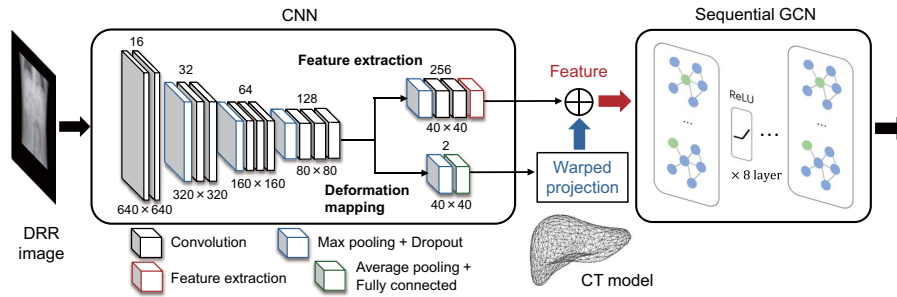 CNN
Sequential GCN
16
32
64
128
Feature extraction
256
40×40
Feature
2
40×40
Deformation
mapping
640×640
320×320
160×160
80×80
Warped
projection
ReLU
...
...
...
× 8 layer
DRR
image
Convolution
Max pooling + Dropout
Feature extraction
Average pooling +
Fully connected
CT model